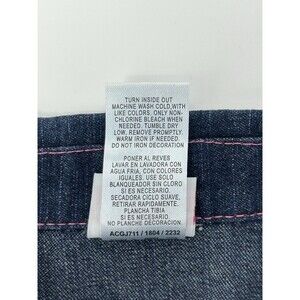 TURN INSIDE OUT
MACHINE WASH COLD, WITH
LIKE COLORS. ONLY NON-
CHLORINE BLEACH WHEN
NEEDED. TUMBLE DRY
LOW. REMOVE PROMPTLY.
WARM IRON IF NEEDED.
DO NOT IRON DECORATION
PONER AL REVES
LAVAR EN LAVADORA CON
AGUA FRIA, CON COLORES
IGUALES. USE SOLO
BLANQUEADOR SIN CLORO
SI ES NECESARIO.
SECADORA CICLO SUAVE,
RETIRAR RAPIDAMENTE.
PLANCHA TIBIA
SI ES NECESARIO.
NO PLANCHE DECORACION
ACGJ711 / 1804 / 2232